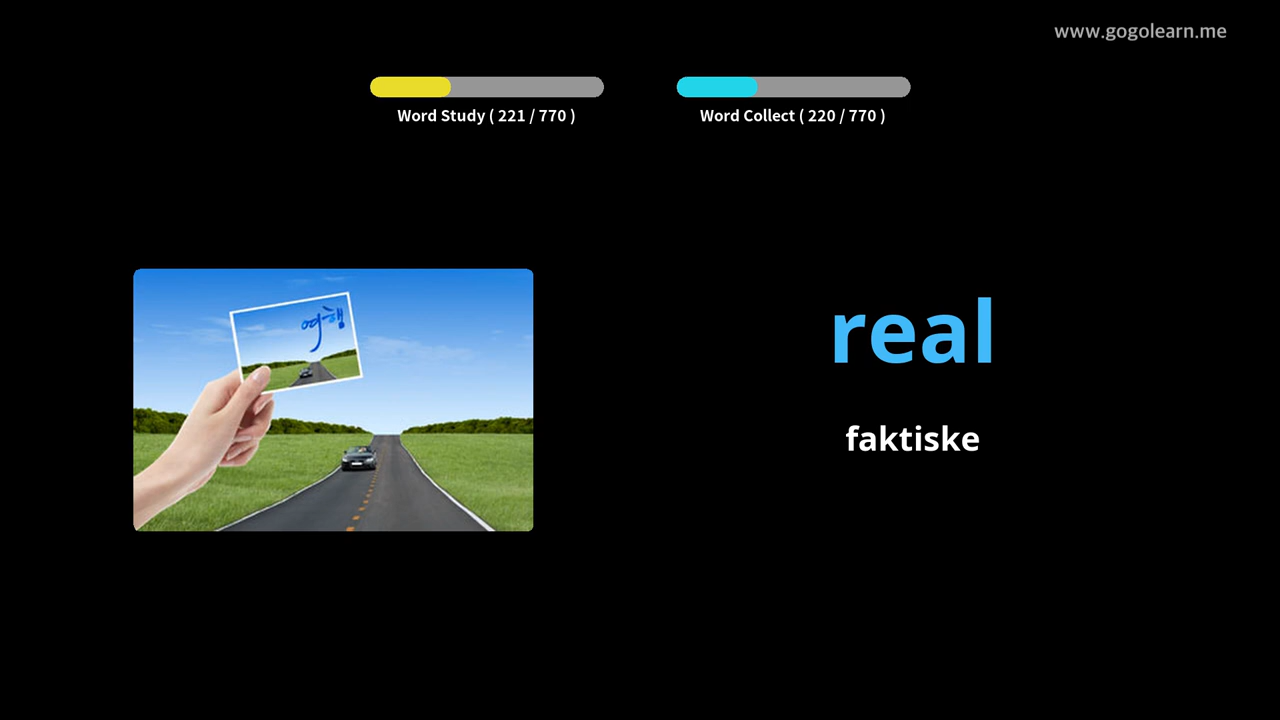 www.gogolearn.me
Word Study ( 221 / 770 )
Word Collect ( 220 / 770 )
여행
real
faktiske